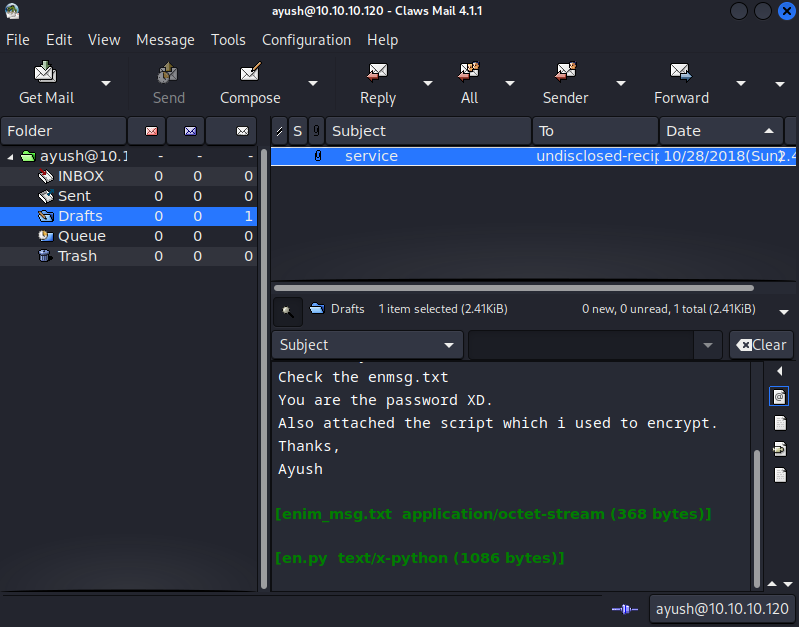 ayush@10.10.10.120 - Claws Mail 4.1.1
File Edit View Message Tools Configuration Help
Get Mail Send Compose Reply All Sender Forward
Folder
ayush@10.1 - - -
INBOX 0 0 0
Sent 0 0 0
Drafts 0 0 1
Queue 0 0 0
Trash 0 0 0
S Subject To Date
service undisclosed-recip 10/28/2018(Sun)
Drafts 1 item selected (2.41KiB) 0 new, 0 unread, 1 total (2.41KiB)
Subject Clear
Check the enmsg.txt
You are the password XD.
Also attached the script which i used to encrypt.
Thanks,
Ayush
[enim_msg.txt application/octet-stream (368 bytes)]
[en.py text/x-python (1086 bytes)]
ayush@10.10.10.120